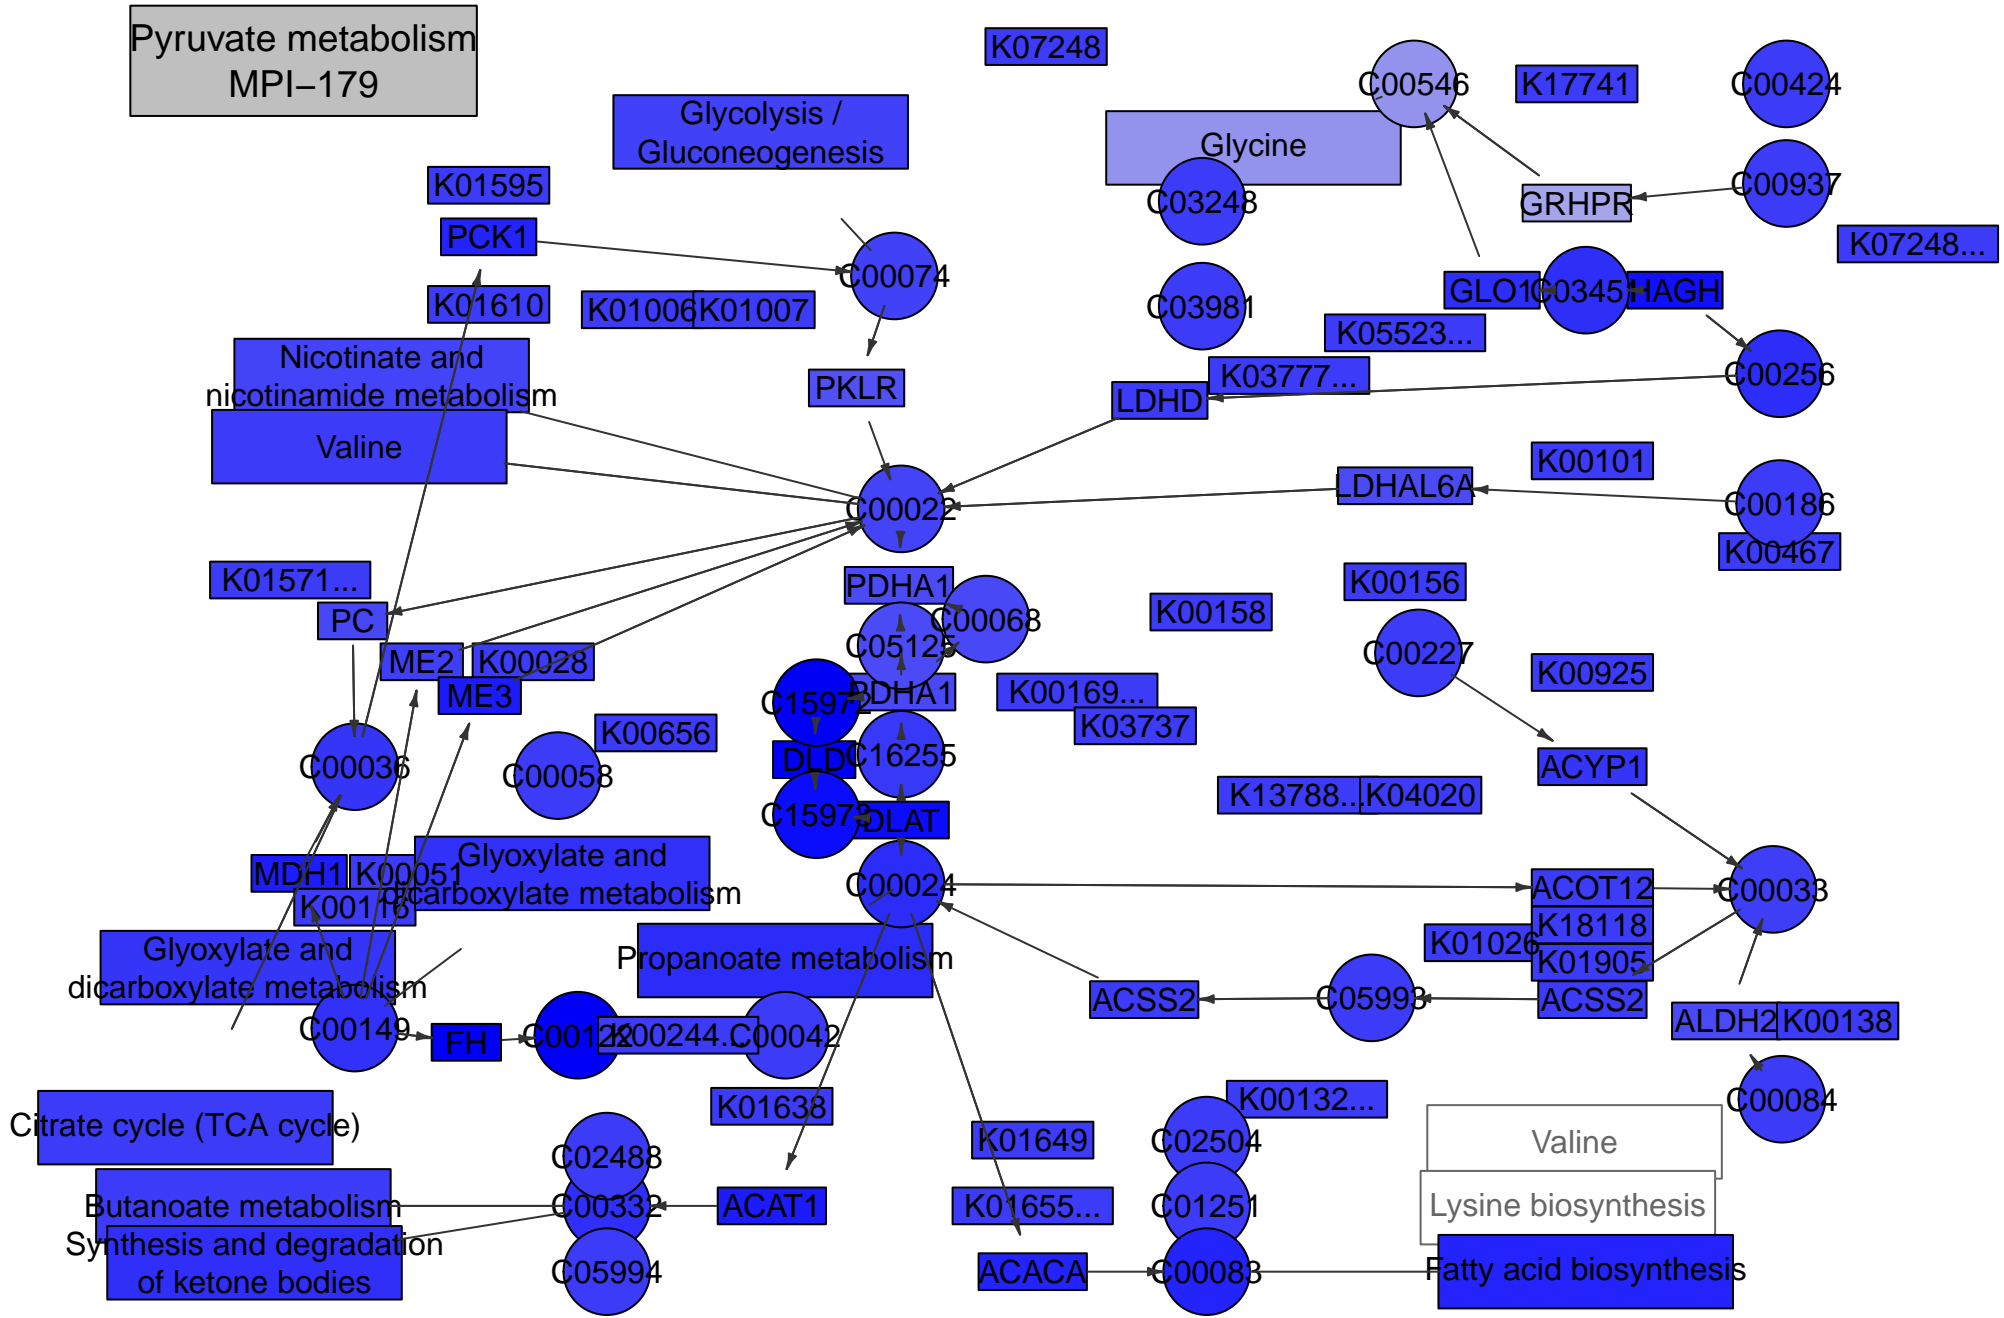 Pyruvate metabolism
MPI−179
K07248
C00546
K17741
C00424
Glycolysis /
Gluconeogenesis
Glycine
K01595
C03248
GRHPR
C00937
PCK1
K07248...
C00074
K01610
K01006
K01007
C03981
GLO1
C03451
HAGH
K05523...
Nicotinate and
nicotinamide metabolism
PKLR
K03777...
C00256
LDHD
Valine
K00101
LDHAL6A
C00186
C00022
K00467
K01571...
PDHA1
K00156
PC
C00068
K00158
C05125
C00227
ME2
K00028
K00925
ME3
C15972
PDHA1
K00169...
K03737
K00656
C00036
C00058
DLD
C16255
ACYP1
K13788...
K04020
C15973
DLAT
MDH1
K00051
Glyoxylate and
dicarboxylate metabolism
C00024
ACOT12
C00033
K00116
K18118
K01026
Glyoxylate and
dicarboxylate metabolism
Propanoate metabolism
K01905
ACSS2
C05993
ACSS2
C00149
FH
C00122
K00244...
C00042
ALDH2
K00138
K01638
K00132...
C00084
Citrate cycle (TCA cycle)
C02488
K01649
C02504
Valine
Butanoate metabolism
C00332
ACAT1
K01655...
C01251
Lysine biosynthesis
Synthesis and degradation
of ketone bodies
C05994
ACACA
C00083
Fatty acid biosynthesis